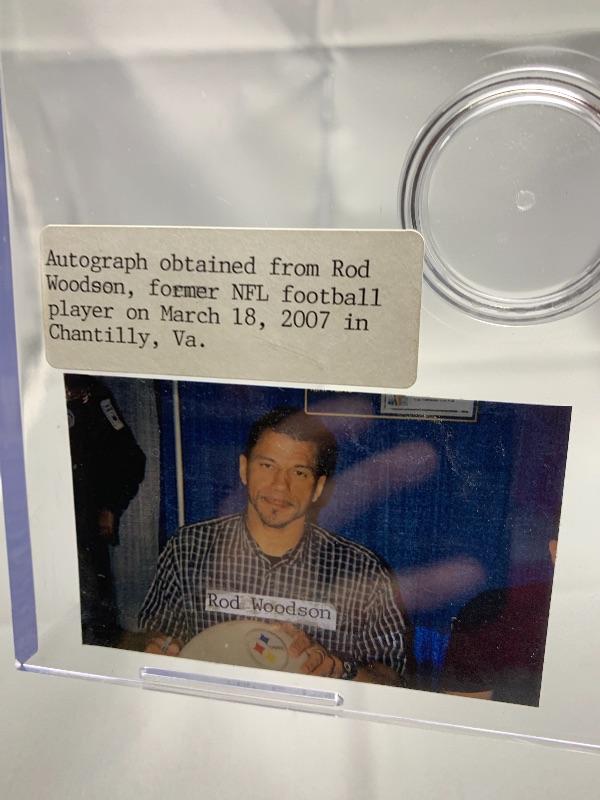 Autograph obtained from Rod
Woodson, former NFL football
player on March 18, 2007 in
Chantilly, Va.
Rod Woodson